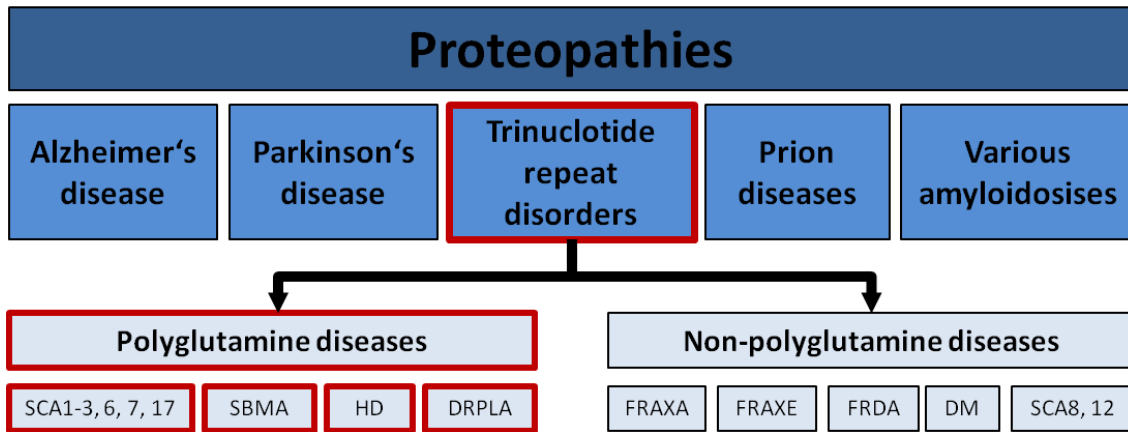 Proteopathies
Alzheimer‘s
disease
Parkinson‘s
disease
Trinuclotide
repeat
disorders
Prion
diseases
Various
amyloidosises
Polyglutamine diseases
Non-polyglutamine diseases
SCA1-3, 6, 7, 17
SBMA
HD
DRPLA
FRAXA
FRAXE
FRDA
DM
SCA8, 12